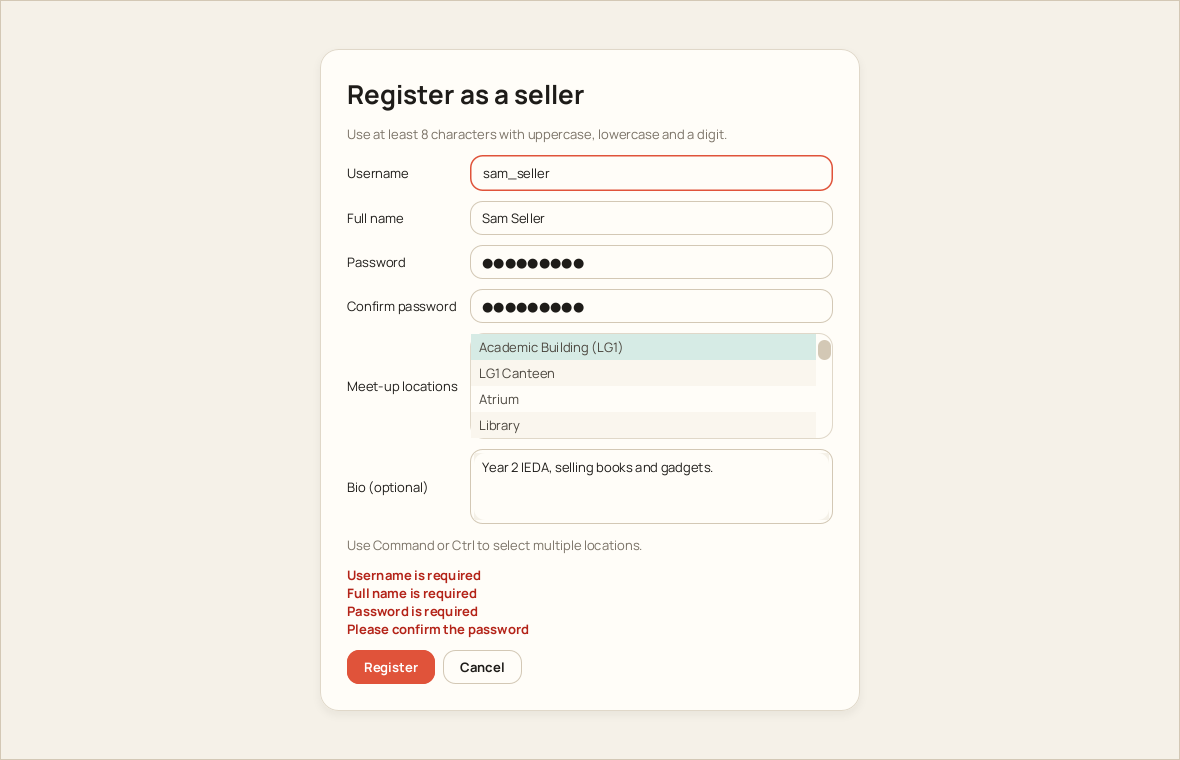 Register as a seller
Use at least 8 characters with uppercase, lowercase and a digit.
Username sam_seller
Full name Sam Seller
Password ●●●●●●●●●
Confirm password ●●●●●●●●●
Meet-up locations
Academic Building (LG1)
LG1 Canteen
Atrium
Library
Bio (optional) Year 2 IEDA, selling books and gadgets.
Use Command or Ctrl to select multiple locations.
Username is required
Full name is required
Password is required
Please confirm the password
Register Cancel